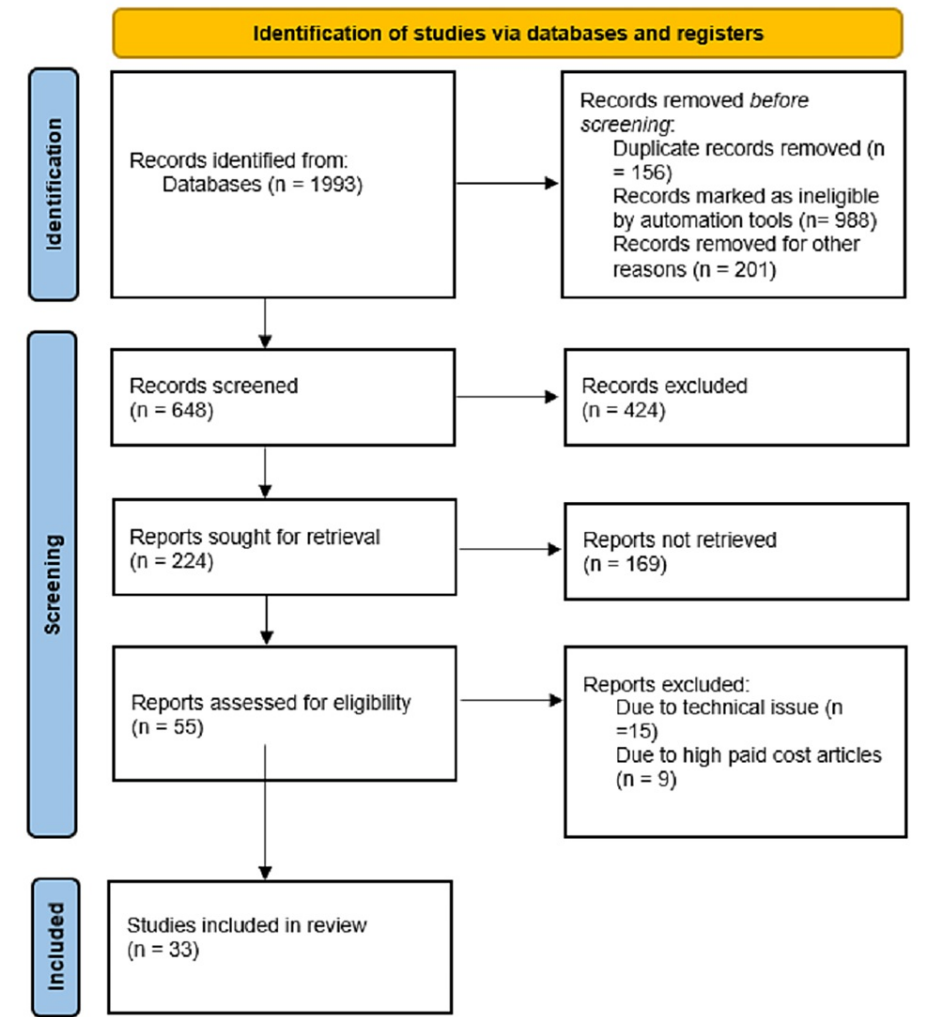 Identification of studies via databases and registers
Identification
Records identified from:
Databases (n = 1993)
Records removed before
screening:
Duplicate records removed (n
= 156)
Records marked as ineligible
by automation tools (n= 988)
Records removed for other
reasons (n = 201)
Screening
Records screened
(n = 648)
Records excluded
(n = 424)
Reports sought for retrieval
(n = 224)
Reports not retrieved
(n = 169)
Reports assessed for eligibility
(n = 55)
Reports excluded:
Due to technical issue (n
=15)
Due to high paid cost articles
(n = 9)
Included
Studies included in review
(n = 33)